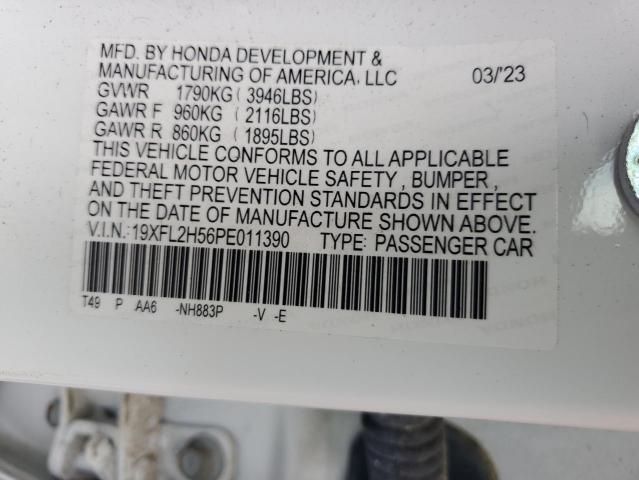 MFD. BY HONDA DEVELOPMENT &
MANUFACTURING OF AMERICA, LLC 03/'23
GVWR 1790KG (3946LBS)
GAWR F 960KG (2116LBS)
GAWR R 860KG (1895LBS)
THIS VEHICLE CONFORMS TO ALL APPLICABLE
FEDERAL MOTOR VEHICLE SAFETY, BUMPER,
AND THEFT PREVENTION STANDARDS IN EFFECT
ON THE DATE OF MANUFACTURE SHOWN ABOVE.
V.I.N.:19XFL2H56PE011390 TYPE: PASSENGER CAR
T49 P AA6 -NH883P -V -E